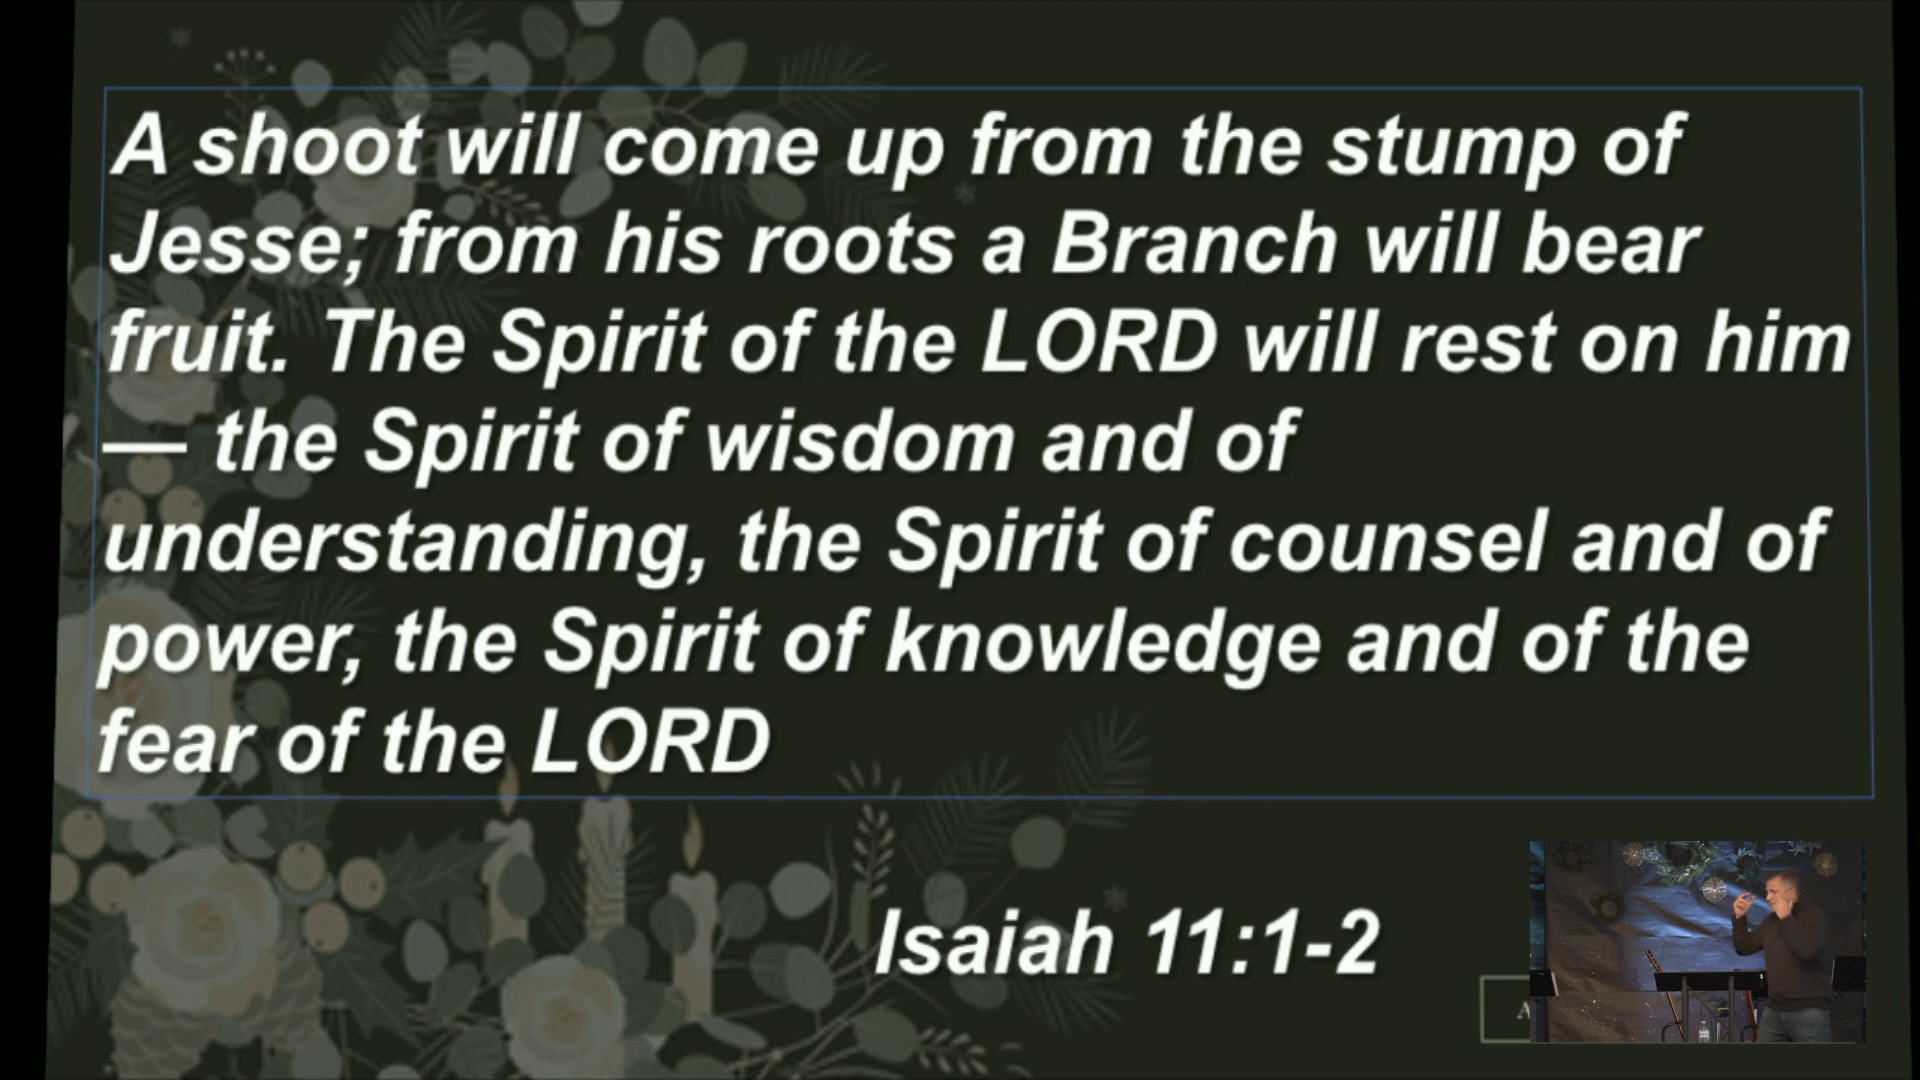 A shoot will come up from the stump of
Jesse; from his roots a Branch will bear
fruit. The Spirit of the LORD will rest on him
— the Spirit of wisdom and of
understanding, the Spirit of counsel and of
power, the Spirit of knowledge and of the
fear of the LORD
Isaiah 11:1-2
A